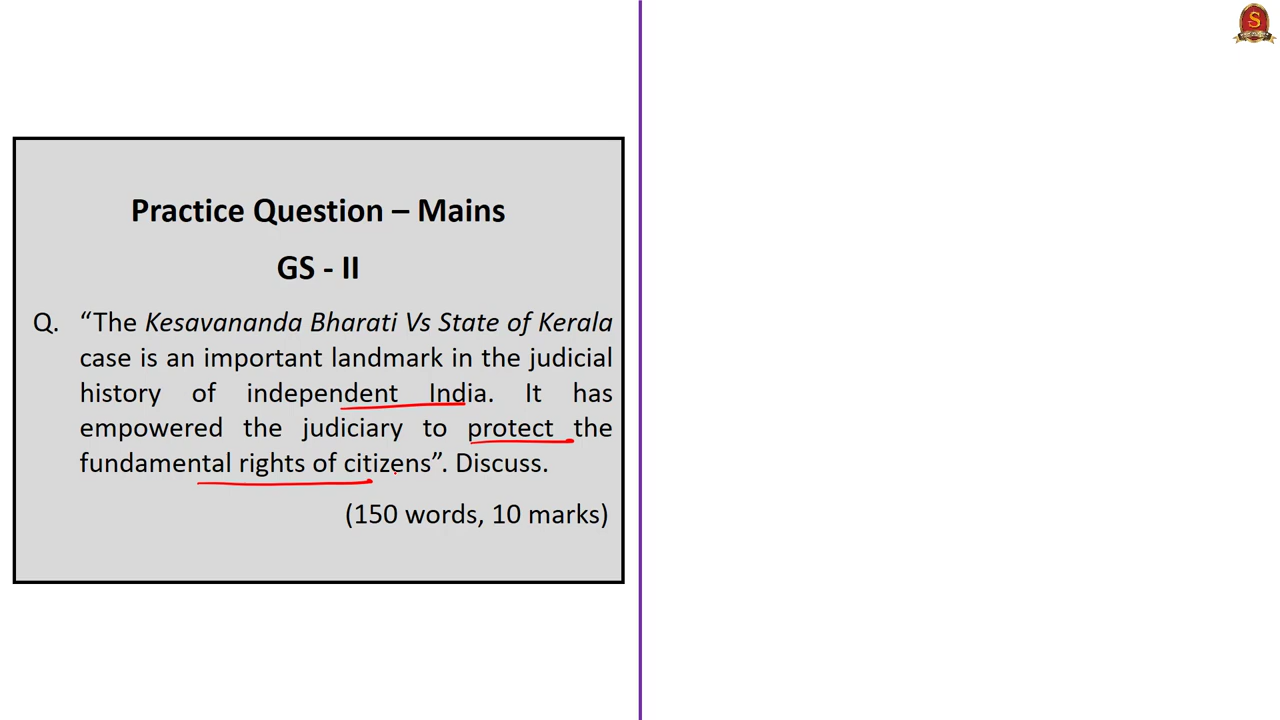 Practice Question – Mains
GS - II
Q. “The Kesavananda Bharati Vs State of Kerala
case is an important landmark in the judicial
history of independent India. It has
empowered the judiciary to protect the
fundamental rights of citizens”. Discuss.
(150 words, 10 marks)
S